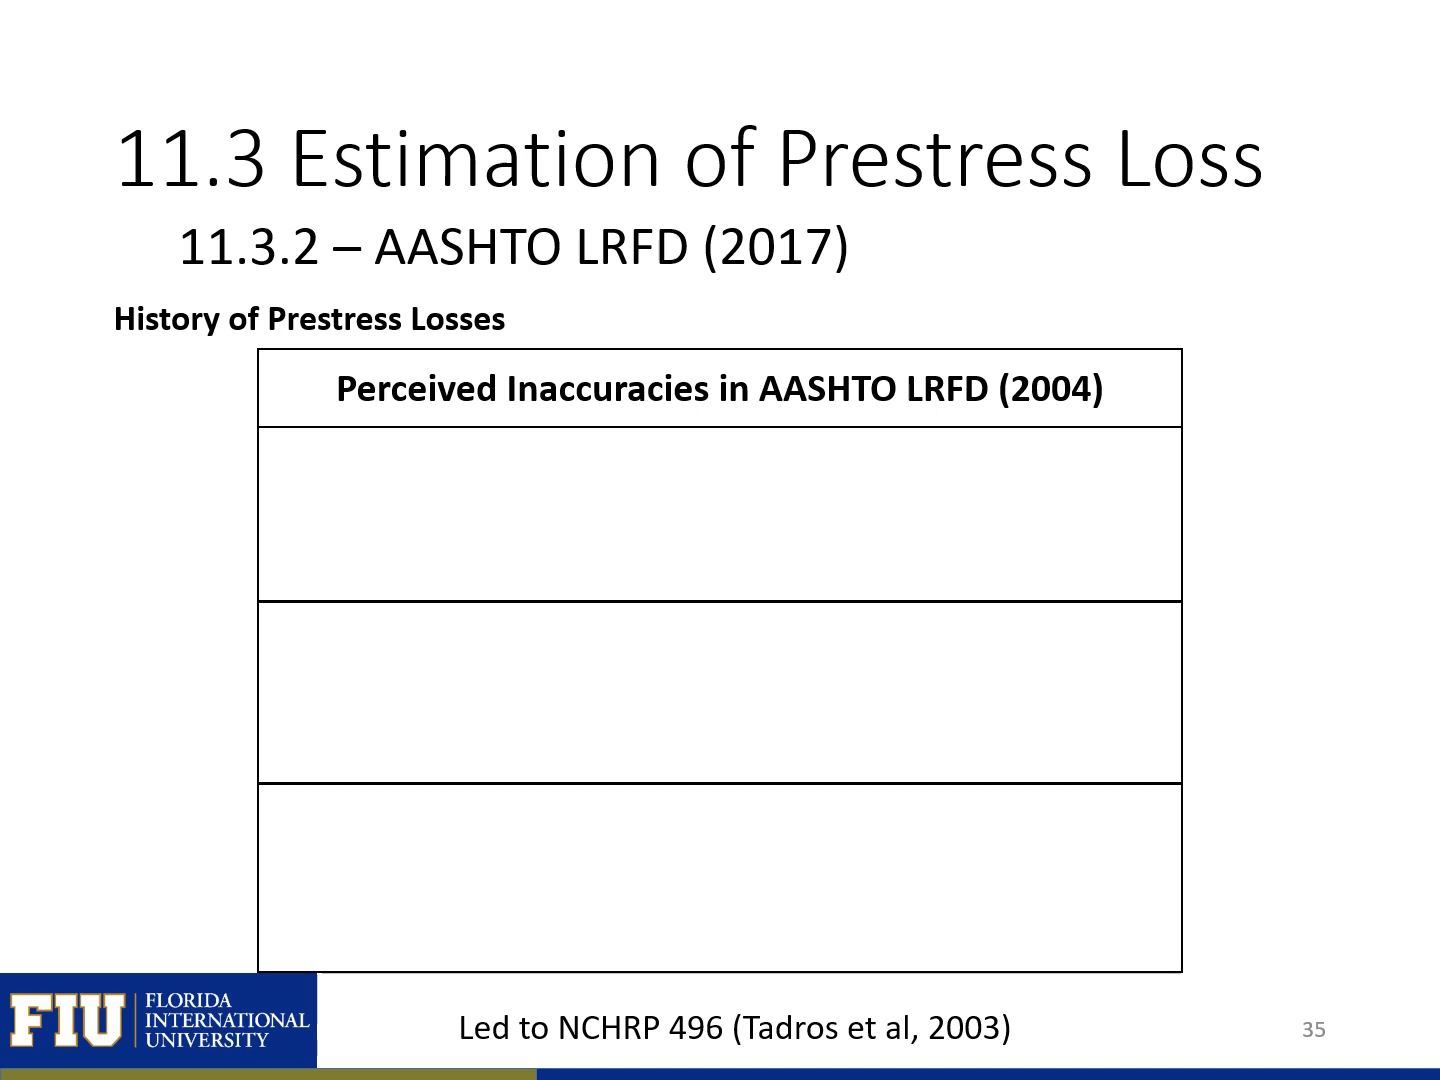 11.3 Estimation of Prestress Loss
11.3.2 – AASHTO LRFD (2017)
History of Prestress Losses
Perceived Inaccuracies in AASHTO LRFD (2004)
Led to NCHRP 496 (Tadros et al, 2003)
35
FIU
FLORIDA
INTERNATIONAL
UNIVERSITY